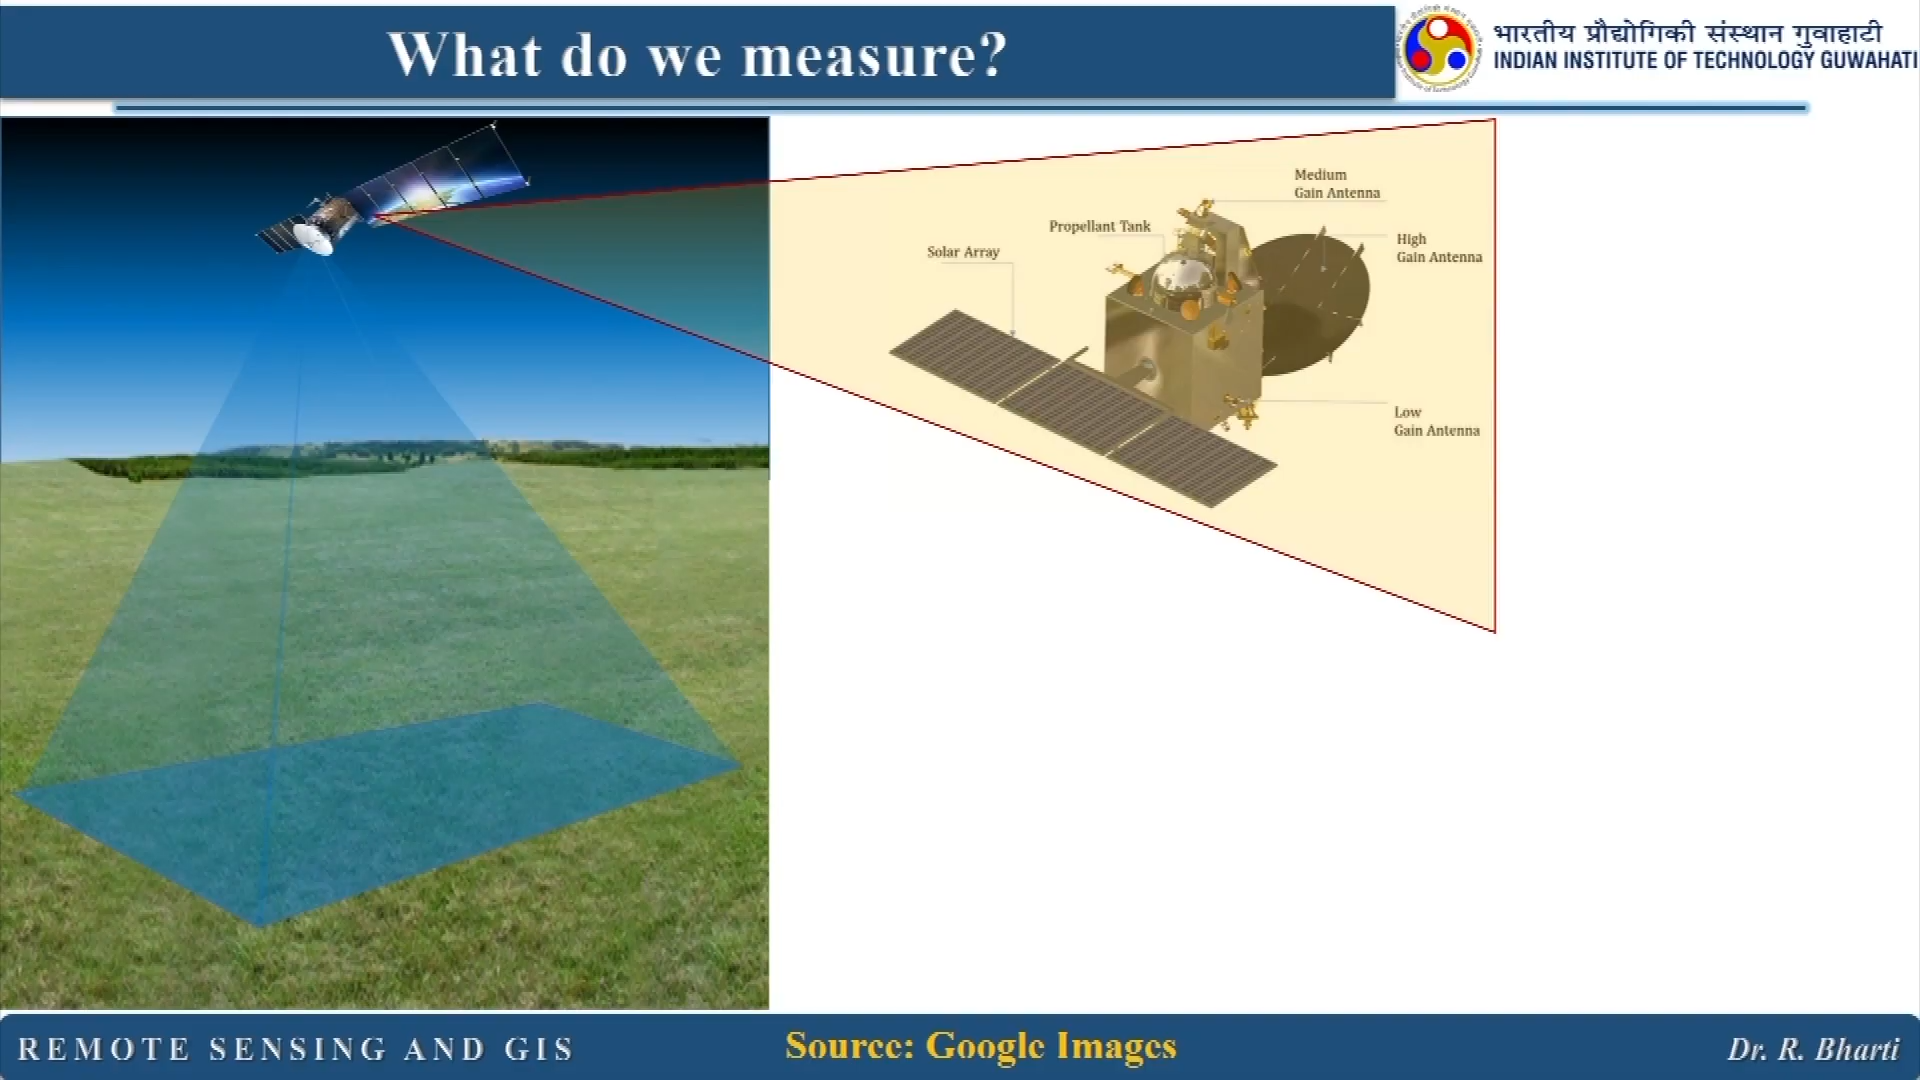 What do we measure?
भारतीय प्रौद्योगिकी संस्थान गुवाहाटी
INDIAN INSTITUTE OF TECHNOLOGY GUWAHATI
Medium
Gain Antenna
Propellant Tank
High
Gain Antenna
Solar Array
Low
Gain Antenna
REMOTE SENSING AND GIS
Source: Google Images
Dr. R. Bharti